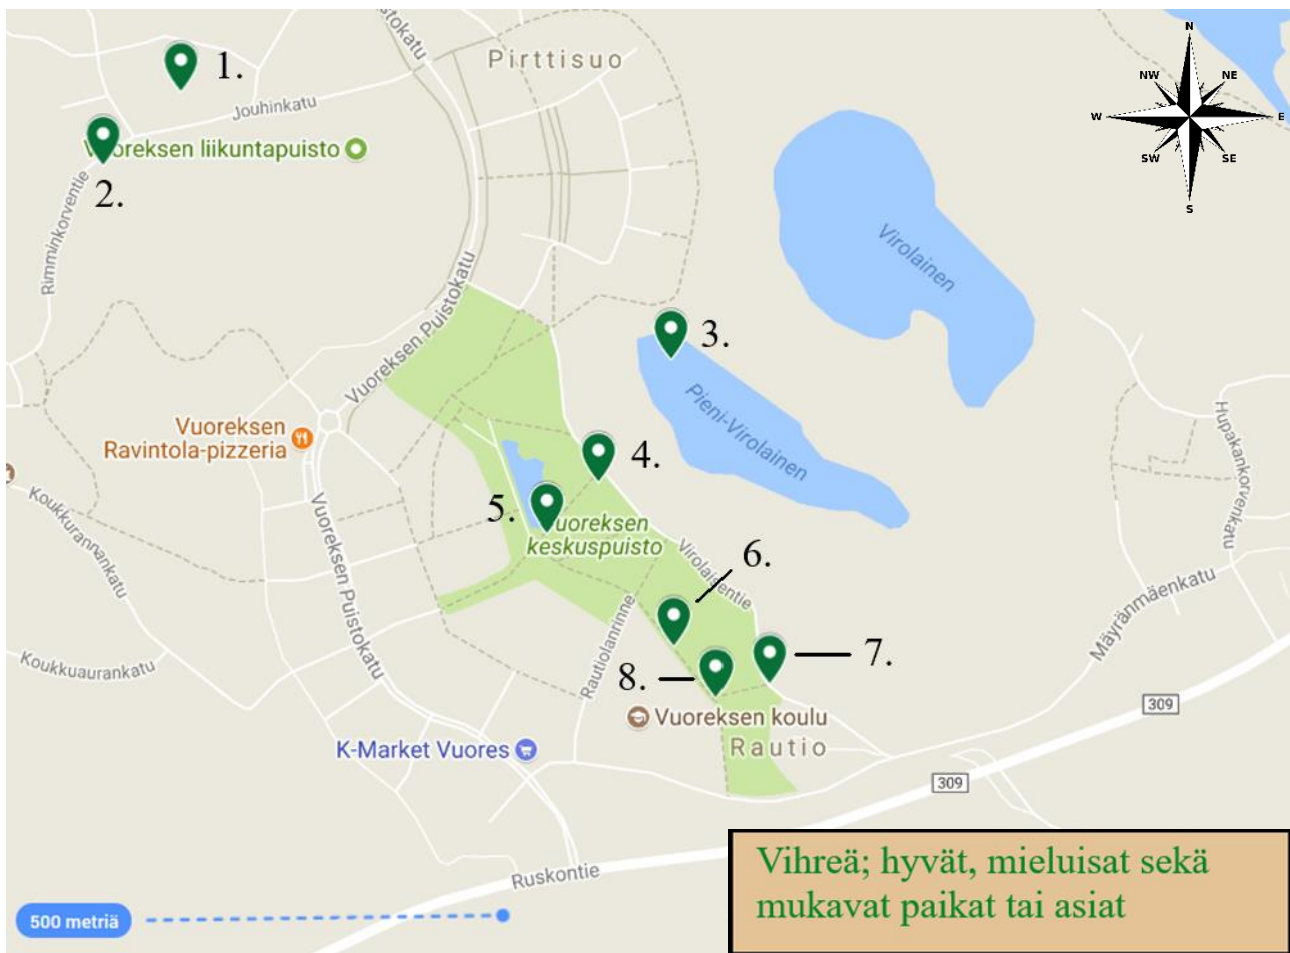 N
NW
NE
W
E
SW
SE
S
1.
Pirttisuo
Jouhinkatu
Vuoreksen liikuntapuisto
2.
Rimminkorventie
Virolainen
Vuoreksen Puistokatu
3.
Pieni-Virolainen
Vuoreksen
Ravintola-pizzeria
4.
5.
Vuoreksen
keskuspuisto
Hupakankorvenkatu
Koukkurannankatu
Vuoreksen Puistokatu
Virolaisentie
6.
Mäyränmäenkatu
Rautiolanrinne
7.
8.
Koukkuaurankatu
Vuoreksen koulu
Rautio
K-Market Vuores
309
309
Ruskontie
500 metriä
Vihreä; hyvät, mieluisat sekä
mukavat paikat tai asiat